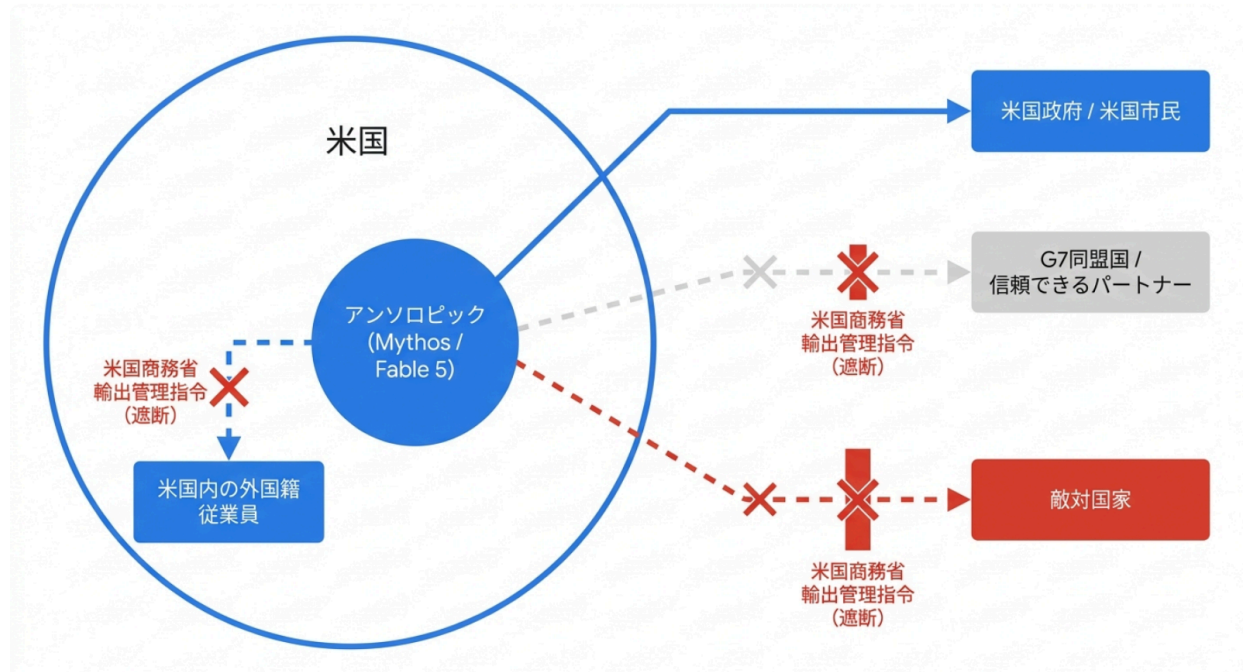 米国
米国政府 / 米国市民
アンソロピック
(Mythos /
Fable 5)
G7同盟国 /
信頼できるパートナー
米国商務省
輸出管理指令
（遮断）
米国商務省
輸出管理指令
（遮断）
米国内の外国籍
従業員
敵対国家
米国商務省
輸出管理指令
（遮断）